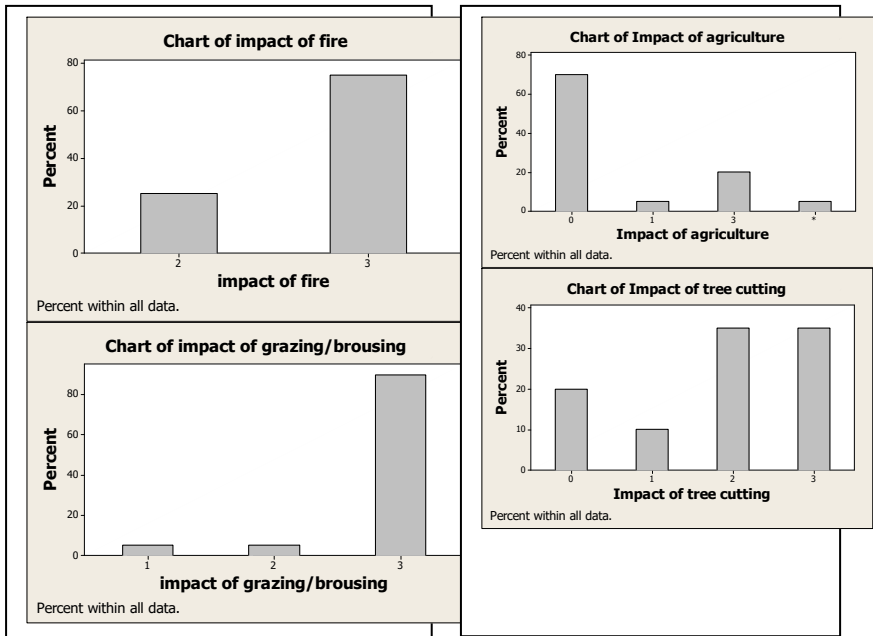 Chart of impact of fire
80
60
40
20
0
Percent
2 3
impact of fire
Percent within all data.
Chart of impact of grazing/brousing
80
60
40
20
0
Percent
1 2 3
impact of grazing/brousing
Percent within all data.
Chart of Impact of agriculture
80
60
40
20
0
Percent
0 1 3 *
Impact of agriculture
Percent within all data.
Chart of Impact of tree cutting
40
30
20
10
0
Percent
0 1 2 3
Impact of tree cutting
Percent within all data.